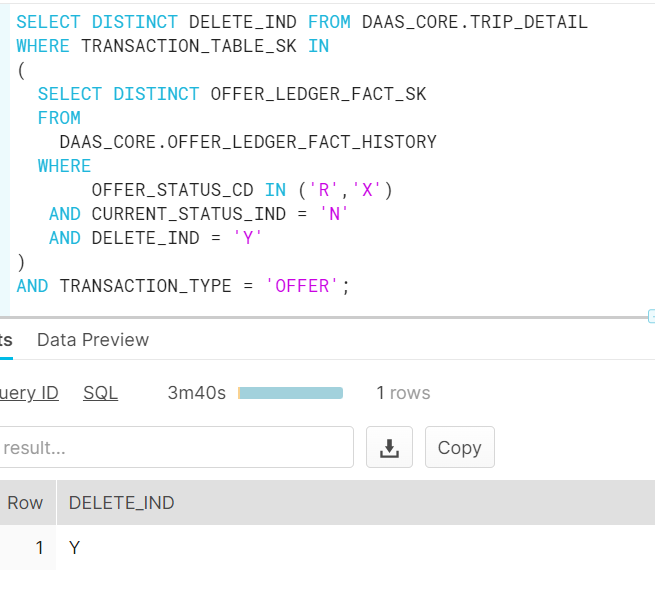 SELECT DISTINCT DELETE_IND FROM DAAS_CORE.TRIP_DETAIL
WHERE TRANSACTION_TABLE_SK IN
(
SELECT DISTINCT OFFER_LEDGER_FACT_SK
FROM
DAAS_CORE.OFFER_LEDGER_FACT_HISTORY
WHERE
OFFER_STATUS_CD IN ('R','X')
AND CURRENT_STATUS_IND = 'N'
AND DELETE_IND = 'Y'
)
AND TRANSACTION_TYPE = 'OFFER';
ts Data Preview
uery ID SQL 3m40s 1 rows
result... Copy
Row DELETE_IND
1 Y